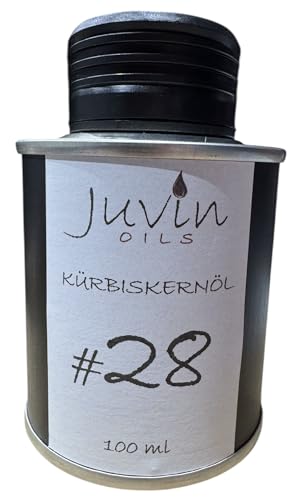 Juvin
OILS
KÜRBISKERNÖL
#28
100 ml